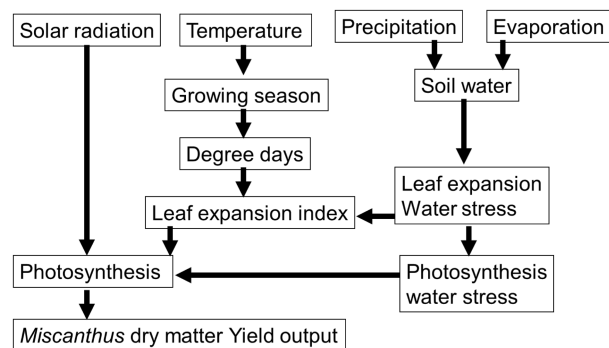 Solar radiation
Temperature
Precipitation
Evaporation
Growing season
Soil water
Degree days
Leaf expansion
Water stress
Leaf expansion index
Photosynthesis
Photosynthesis
water stress
Miscanthus dry matter Yield output